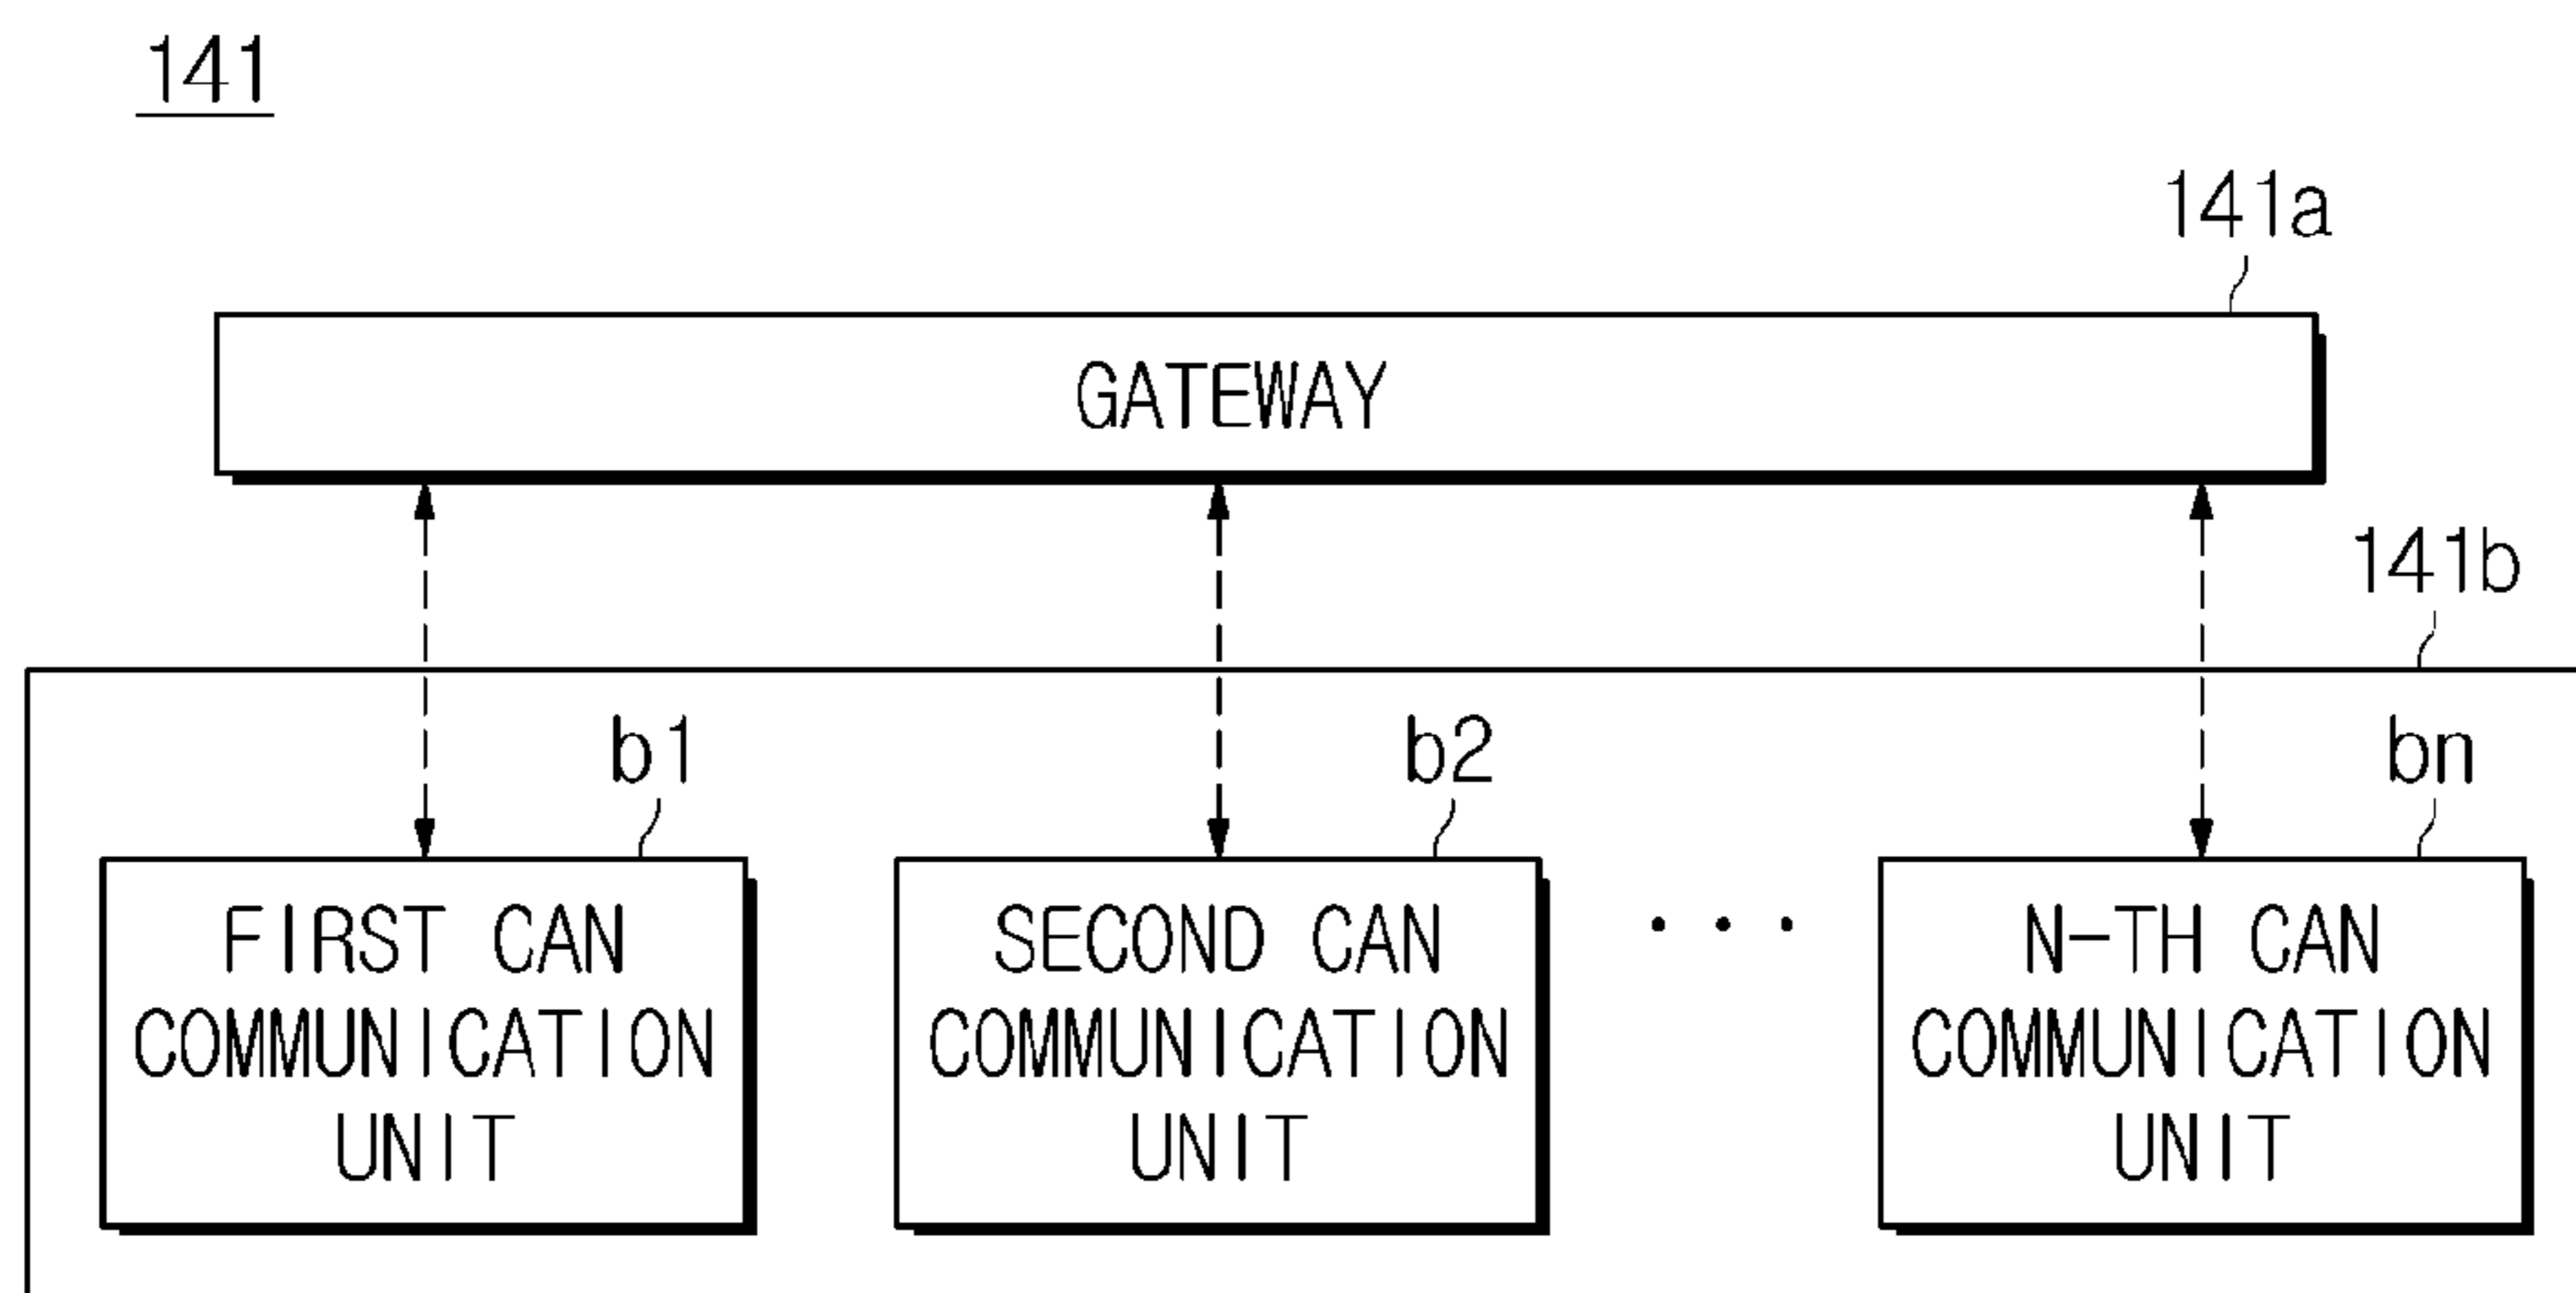 141
141a
GATEWAY
141b
b1
b2
bn
FIRST CAN
COMMUNICATION
UNIT
SECOND CAN
COMMUNICATION
UNIT
. . .
N-TH CAN
COMMUNICATION
UNIT